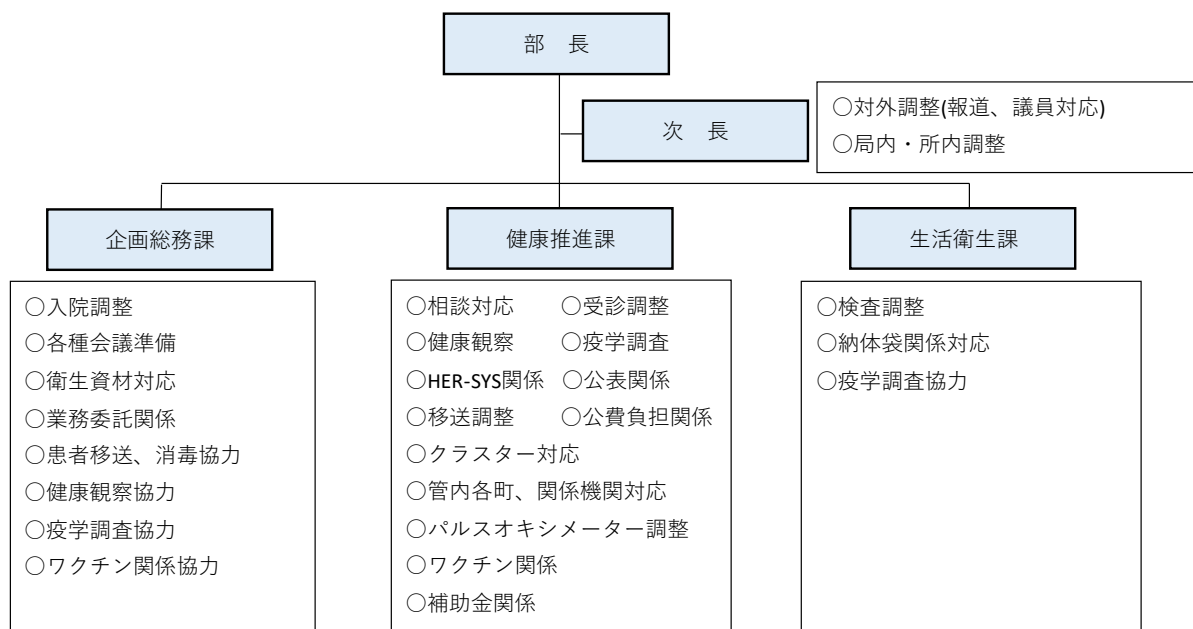 部　長
次　長
○対外調整(報道、議員対応)
○局内・所内調整
企画総務課
○入院調整
○各種会議準備
○衛生資材対応
○業務委託関係
○患者移送、消毒協力
○健康観察協力
○疫学調査協力
○ワクチン関係協力
健康推進課
○相談対応　○受診調整
○健康観察　○疫学調査
○HER-SYS関係　○公表関係
○移送調整　○公費負担関係
○クラスター対応
○管内各町、関係機関対応
○パルスオキシメーター調整
○ワクチン関係
○補助金関係
生活衛生課
○検査調整
○納体袋関係対応
○疫学調査協力